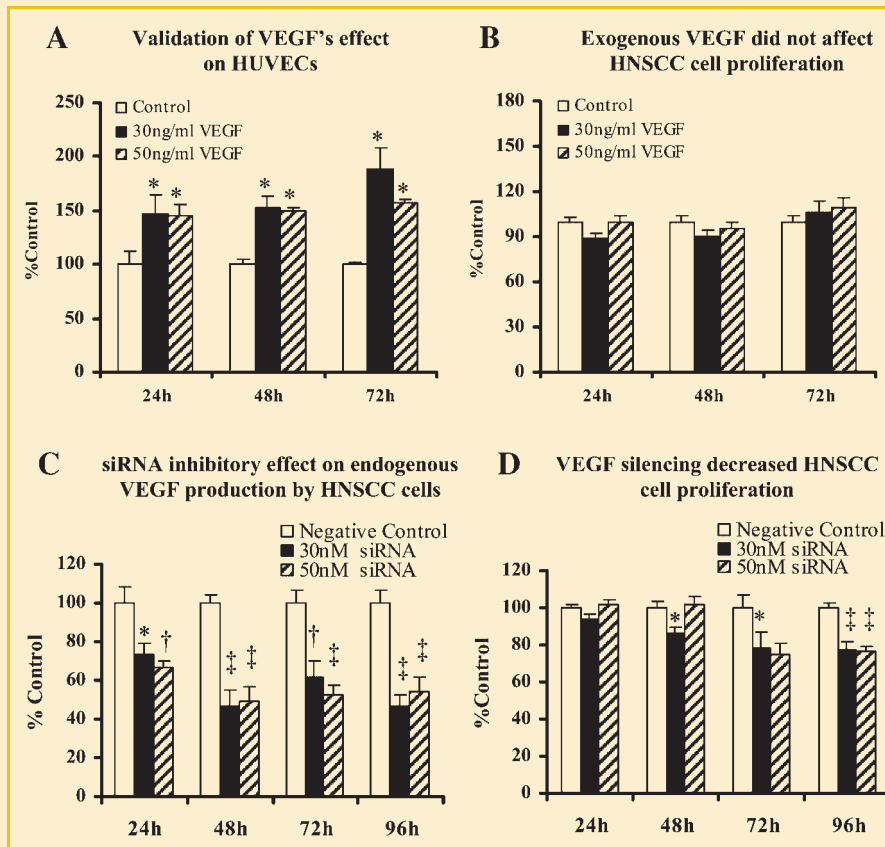 A Validation of VEGF's effect
on HUVECs
250
200
150
100
50
0
%Control
Control
30ng/ml VEGF
50ng/ml VEGF
* * * * * *
24h 48h 72h
B Exogenous VEGF did not affect
HNSCC cell proliferation
180
150
120
90
60
30
0
%Control
Control
30ng/ml VEGF
50ng/ml VEGF
24h 48h 72h
C siRNA inhibitory effect on endogenous
VEGF production by HNSCC cells
Negative Control
30nM siRNA
50nM siRNA
120
100
80
60
40
20
0
% Control
* † ‡ ‡ † ‡ ‡ ‡
24h 48h 72h 96h
D VEGF silencing decreased HNSCC
cell proliferation
Negative Control
30nM siRNA
50nM siRNA
120
100
80
60
40
20
0
%Control
* * ‡ ‡
24h 48h 72h 96h